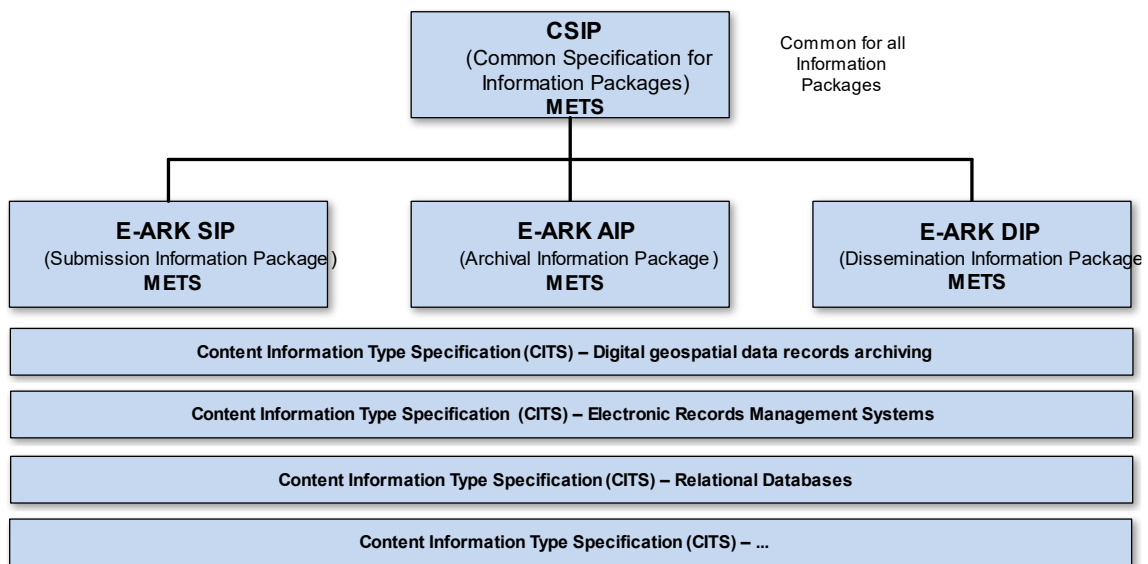 CSIP
(Common Specification for
Information Packages)
METS
Common for all
Information
Packages
E-ARK SIP
(Submission Information Package)
METS
E-ARK AIP
(Archival Information Package)
METS
E-ARK DIP
(Dissemination Information Package
METS
Content Information Type Specification (CITS) – Digital geospatial data records archiving
Content Information Type Specification (CITS) – Electronic Records Management Systems
Content Information Type Specification (CITS) – Relational Databases
Content Information Type Specification (CITS) – ...